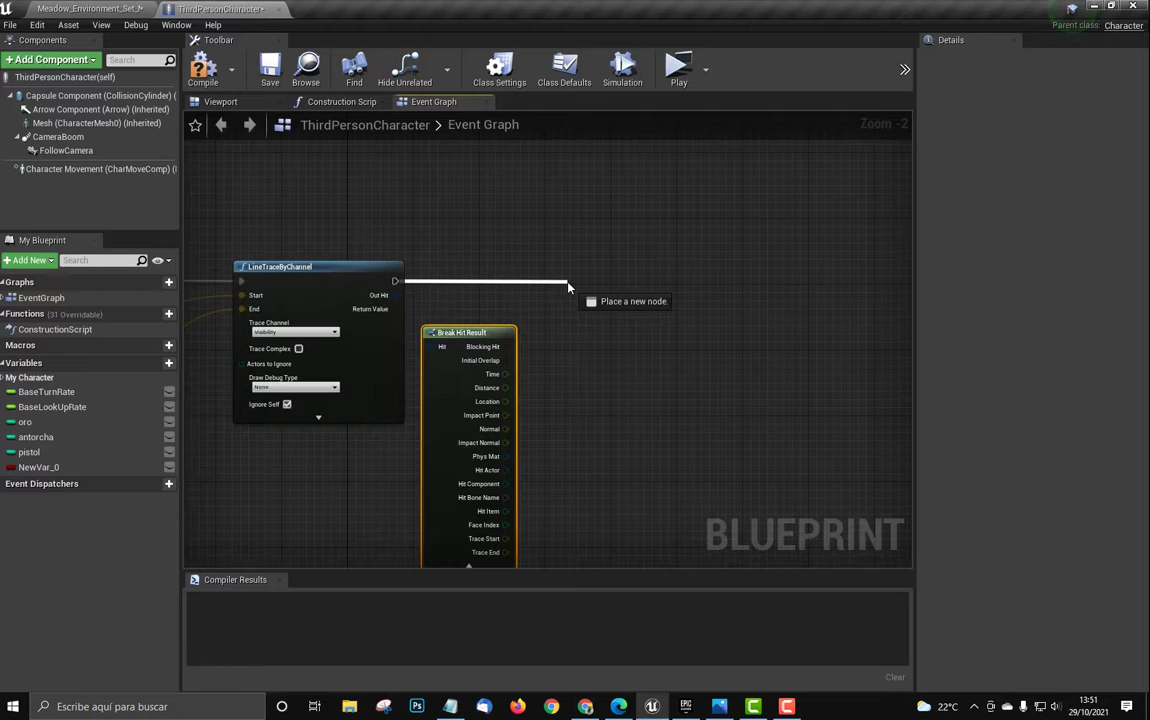 Meadow_Environment_Set_f*
ThirdPersonCharacter*
File Edit Asset View Debug Window Help
Parent class: Character
Components
Toolbar
Details
+ Add Component
Search
ThirdPersonCharacter(self)
Capsule Component (CollisionCylinder) (
Arrow Component (Arrow) (Inherited)
Mesh (CharacterMesh0) (Inherited)
CameraBoom
FollowCamera
Character Movement (CharMoveComp) (I
Compile
Save
Browse
Find
Hide Unrelated
Class Settings
Class Defaults
Simulation
Play
Viewport
Construction Scrip
Event Graph
ThirdPersonCharacter > Event Graph
Zoom -2
My Blueprint
+ Add New
Search
Graphs
EventGraph
Functions (31 Overridable)
ConstructionScript
Macros
Variables
My Character
BaseTurnRate
BaseLookUpRate
oro
antorcha
pistol
NewVar_0
Event Dispatchers
LineTraceByChannel
Start
Out Hit
End
Return Value
Trace Channel
Visibility
Trace Complex
Actors to Ignore
Draw Debug Type
None
Ignore Self
Place a new node.
Break Hit Result
Hit
Blocking Hit
Initial Overlap
Time
Distance
Location
Impact Point
Normal
Impact Normal
Phys Mat
Hit Actor
Hit Component
Hit Bone Name
Hit Item
Face Index
Trace Start
Trace End
BLUEPRINT
Compiler Results
Clear
Escribe aquí para buscar
22°C
13:51
29/10/2021